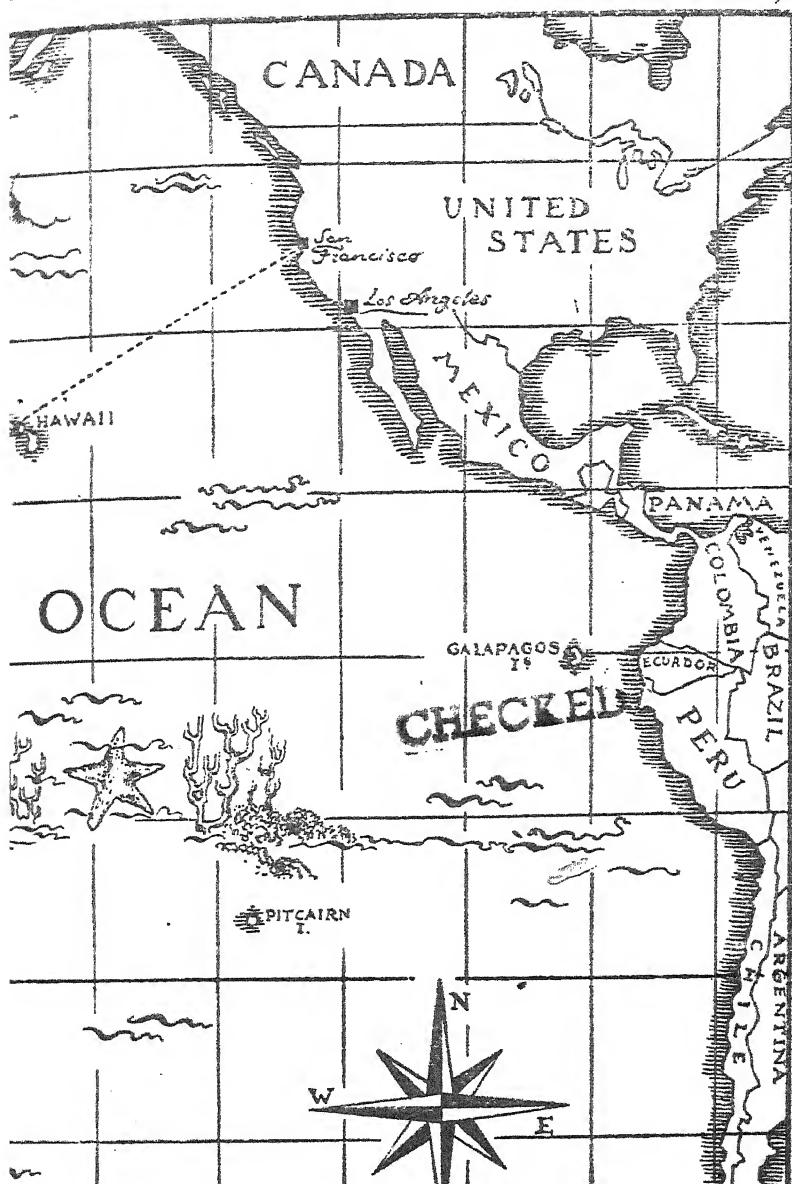 CANADA
UNITED
STATES
San
Francisco
Los Angeles
MEXICO
HAWAII
PANAMA
VENEZUELA
COLOMBIA
OCEAN
GALAPAGOS
Is
ECUADOR
BRAZIL
CHECKED
PERU
PITCAIRN
I.
CHILE
ARGENTINA
N
W
E